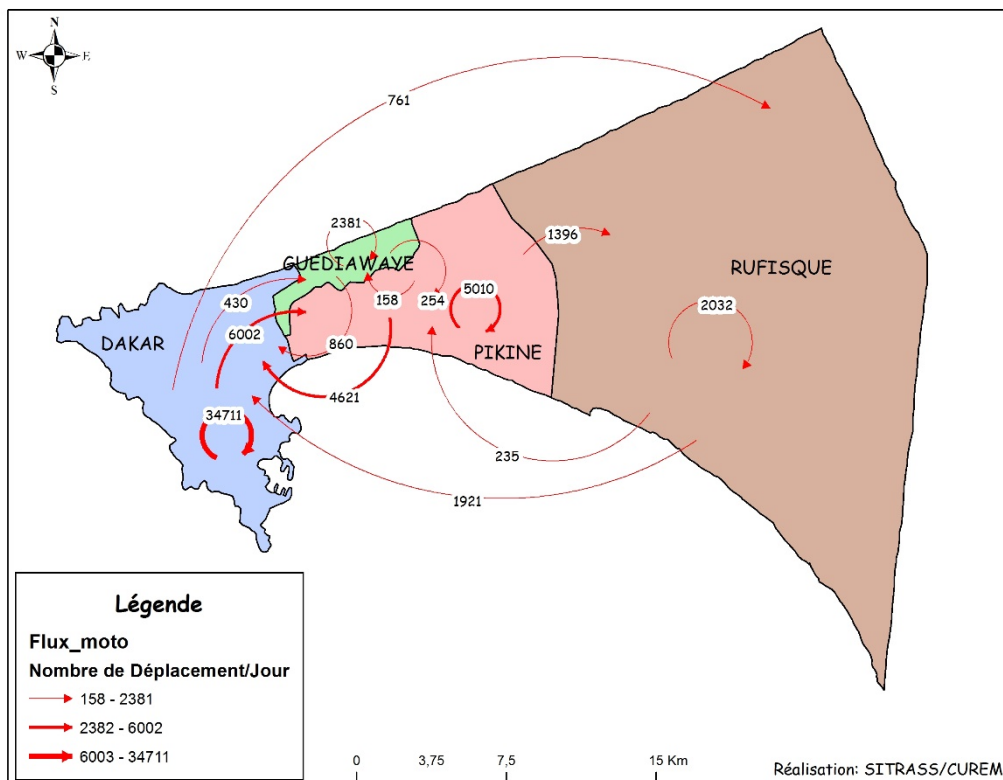 N
W E
S
761
2381
GUEDIAWAYE
1396
RUFISQUE
430
158
254
5010
2032
6002
DAKAR
860
PIKINE
4621
34711
235
1921
Légende
Flux_moto
Nombre de Déplacement/Jour
158 - 2381
2382 - 6002
6003 - 34711
0 3,75 7,5 15 Km
Réalisation: SITRASS/CUREM